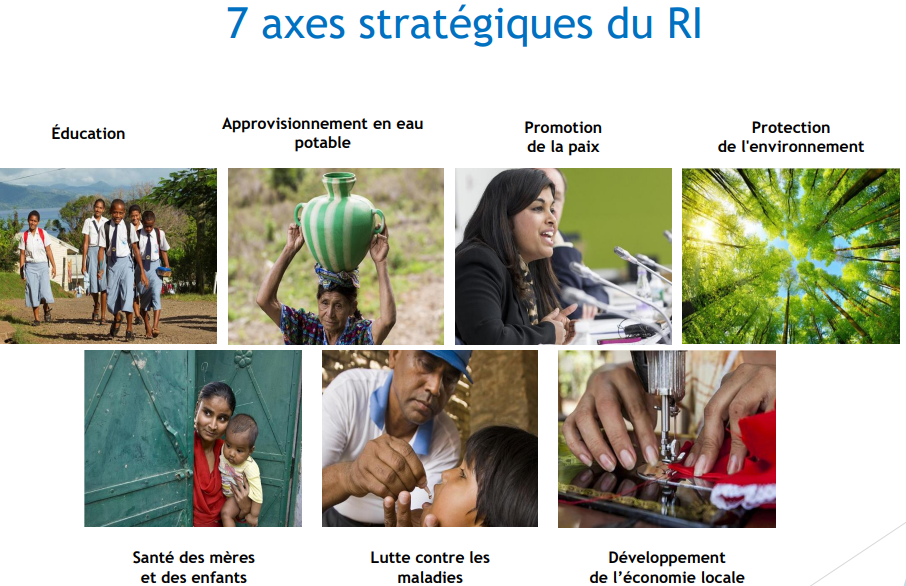 7 axes stratégiques du RI
Éducation
Approvisionnement en eau
potable
Promotion
de la paix
Protection
de l'environnement
Santé des mères
et des enfants
Lutte contre les
maladies
Développement
de l’économie locale